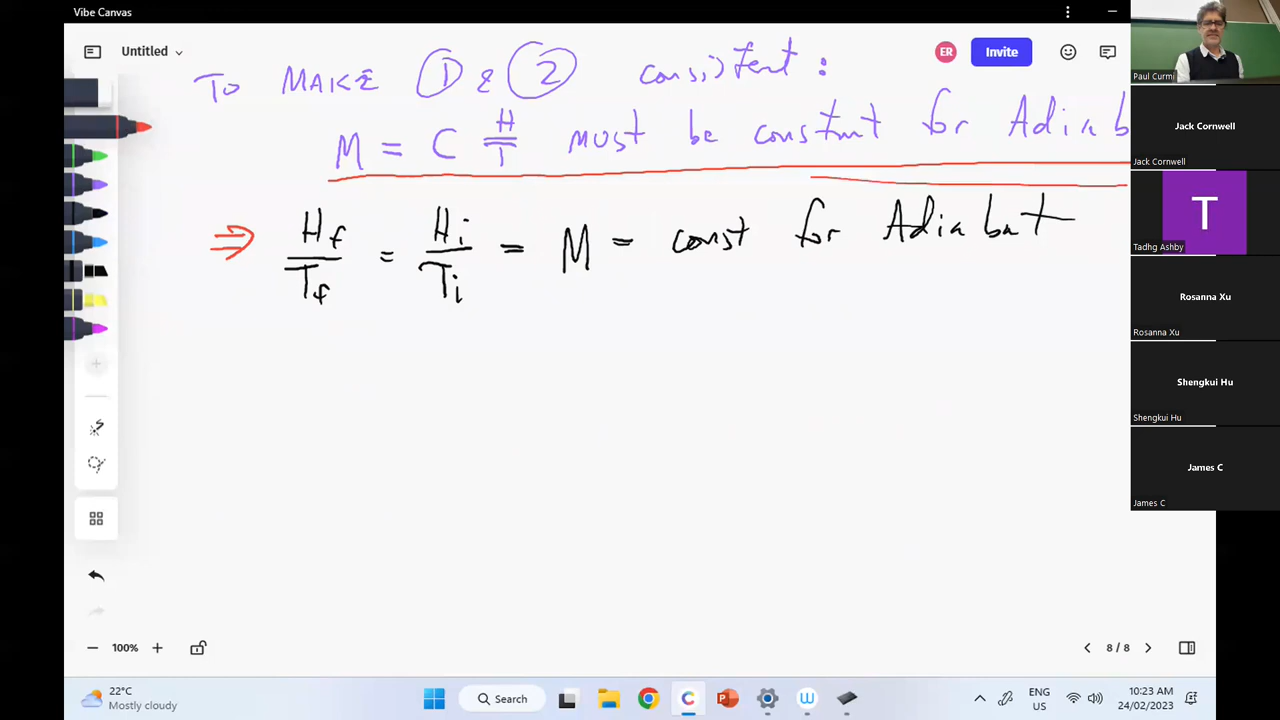 Vibe Canvas
Untitled
ER
Invite
TO MAKE ① & ② consistent:
M = C H/T must be constant for Adiab
⇒ Hf/Tf = Hi/Ti = M = const for Adiabat
100%
8 / 8
Paul Curmi
Jack Cornwell
Jack Cornwell
T
Tadhg Ashby
Rosanna Xu
Rosanna Xu
Shengkui Hu
Shengkui Hu
James C
James C
22°C
Mostly cloudy
Search
ENG
US
10:23 AM
24/02/2023